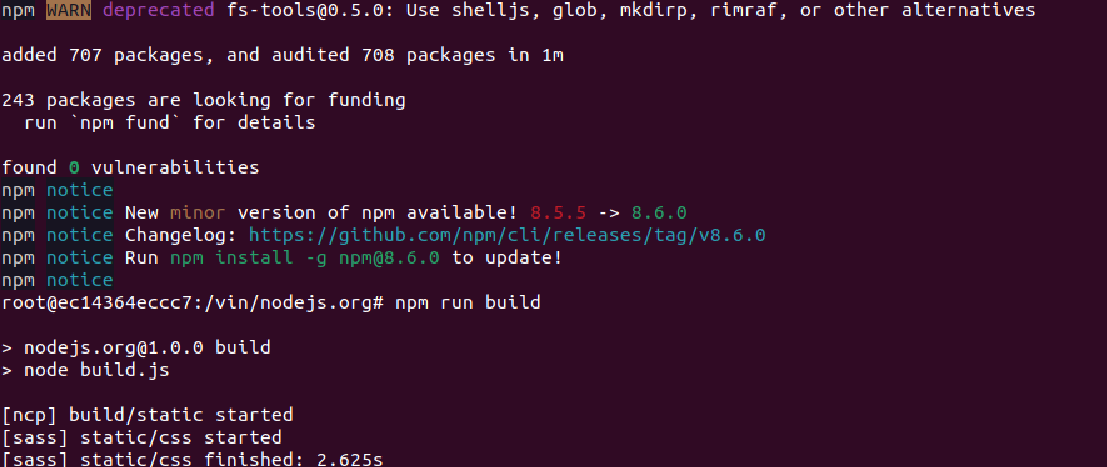 npm WARN deprecated fs-tools@0.5.0: Use shelljs, glob, mkdirp, rimraf, or other alternatives
added 707 packages, and audited 708 packages in 1m
243 packages are looking for funding
  run `npm fund` for details
found 0 vulnerabilities
npm notice
npm notice New minor version of npm available! 8.5.5 -> 8.6.0
npm notice Changelog: https://github.com/npm/cli/releases/tag/v8.6.0
npm notice Run npm install -g npm@8.6.0 to update!
npm notice
root@ec14364eccc7:/vin/nodejs.org# npm run build
> nodejs.org@1.0.0 build
> node build.js
[ncp] build/static started
[sass] static/css started
[sass] static/css finished: 2.625s